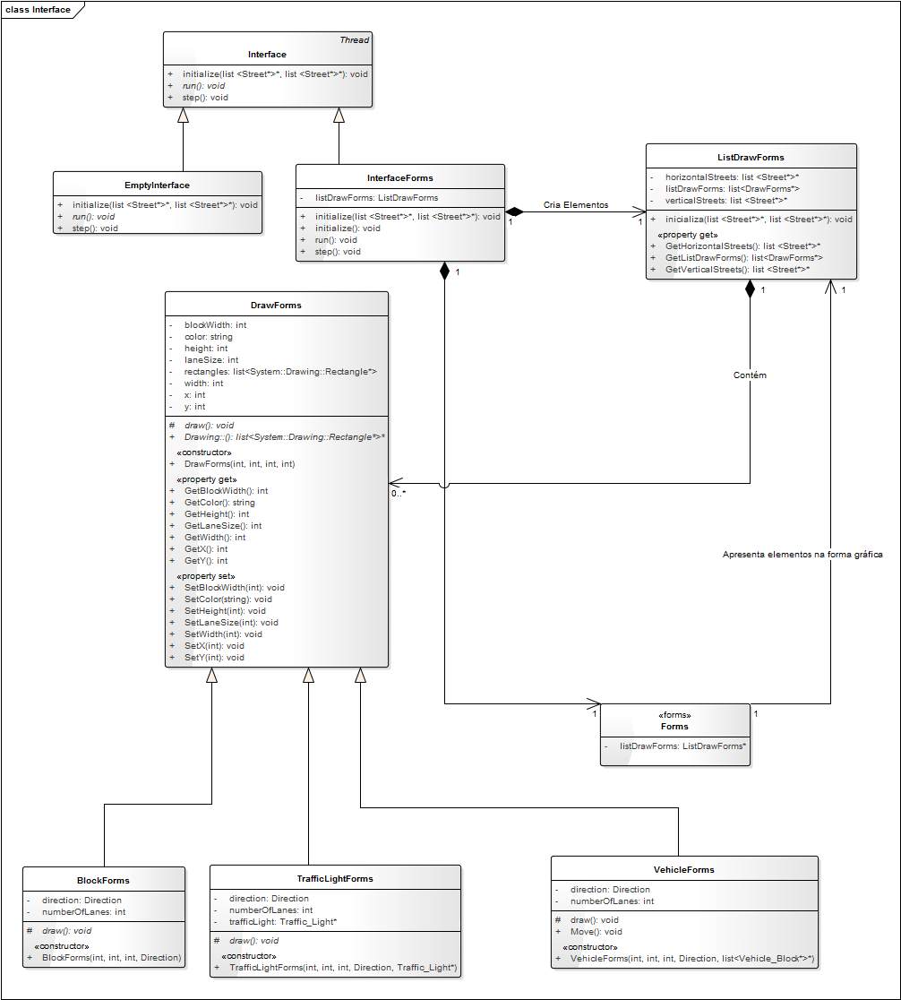 class Interface
Thread
Interface
+ initialize(list <Street*>*, list <Street*>*): void
+ run(): void
+ step(): void
EmptyInterface
+ initialize(list <Street*>*, list <Street*>*): void
+ run(): void
+ step(): void
InterfaceForms
- listDrawForms: ListDrawForms
+ initialize(list <Street*>*, list <Street*>*): void
+ initialize(): void
+ run(): void
+ step(): void
1
Cria Elementos
1
ListDrawForms
- horizontalStreets: list <Street*>*
- listDrawForms: list<DrawForms*>
- verticalStreets: list <Street*>*
+ inicializa(list <Street*>*, list <Street*>*): void
«property get»
+ GetHorizontalStreets(): list <Street*>*
+ GetListDrawForms(): list<DrawForms*>
+ GetVerticalStreets(): list <Street*>*
1
1
1
Contém
0..*
DrawForms
- blockWidth: int
- color: string
- height: int
- laneSize: int
- rectangles: list<System::Drawing::Rectangle*>
- width: int
- x: int
- y: int
# draw(): void
+ Drawing::(): list<System::Drawing::Rectangle*>*
«constructor»
+ DrawForms(int, int, int, int)
«property get»
+ GetBlockWidth(): int
+ GetColor(): string
+ GetHeight(): int
+ GetLaneSize(): int
+ GetWidth(): int
+ GetX(): int
+ GetY(): int
«property set»
+ SetBlockWidth(int): void
+ SetColor(string): void
+ SetHeight(int): void
+ SetLaneSize(int): void
+ SetWidth(int): void
+ SetX(int): void
+ SetY(int): void
Apresenta elementos na forma gráfica
1
1
«forms»
Forms
- listDrawForms: ListDrawForms*
BlockForms
- direction: Direction
- numberOfLanes: int
# draw(): void
«constructor»
+ BlockForms(int, int, int, Direction)
TrafficLightForms
- direction: Direction
- numberOfLanes: int
- trafficLight: Traffic_Light*
# draw(): void
«constructor»
+ TrafficLightForms(int, int, int, Direction, Traffic_Light*)
VehicleForms
- direction: Direction
- numberOfLanes: int
# draw(): void
+ Move(): void
«constructor»
+ VehicleForms(int, int, int, Direction, list<Vehicle_Block*>*)